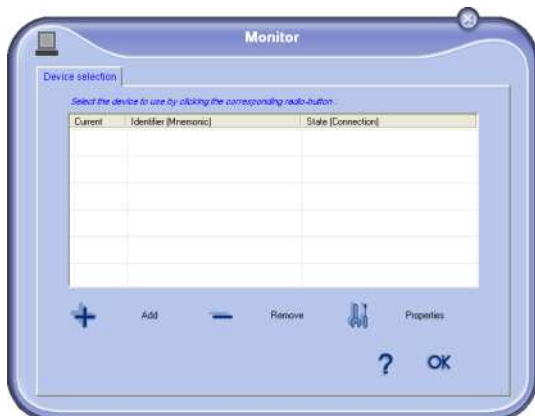 Monitor
Device selection
Select the device to use by clicking the corresponding radio-button :
Current Identifier (Mnemonic) State (Connection)
Add Remove Properties
? OK